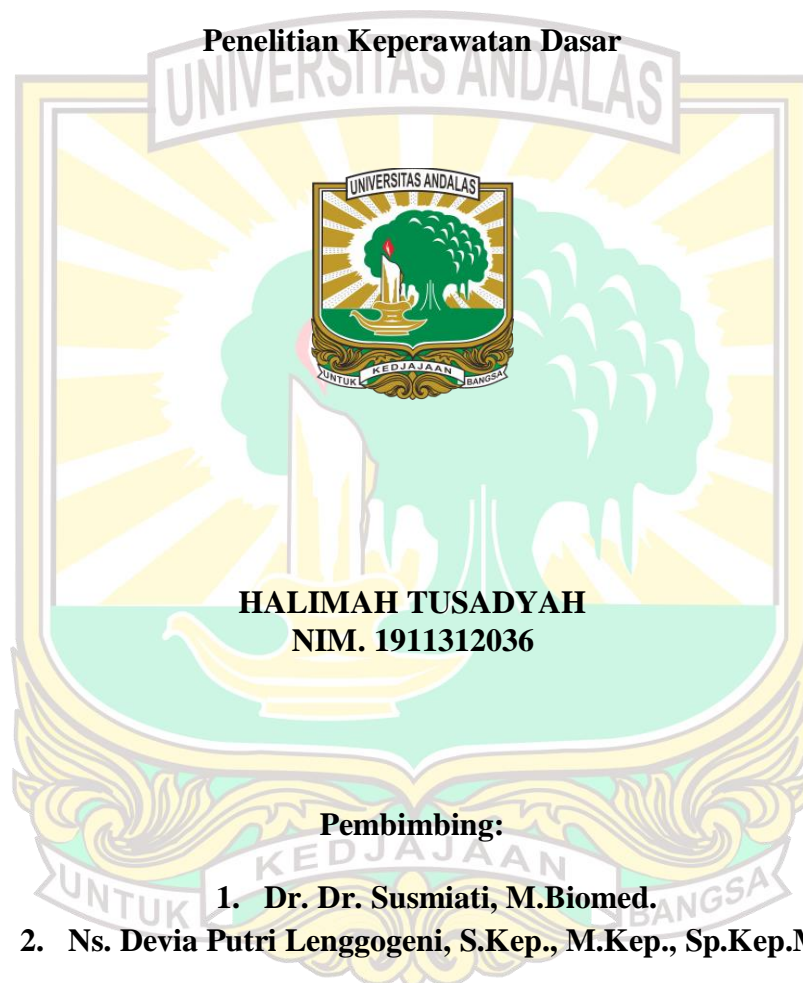 Penelitian Keperawatan Dasar
UNIVERSITAS ANDALAS
UNIVERSITAS ANDALAS
UNTUK KEDJAJAAN BANGSA
HALIMAH TUSADYAH
NIM. 1911312036
Pembimbing:
UNTUK KEDJAJAAN BANGSA
1. Dr. Dr. Susmiati, M.Biomed.
2. Ns. Devia Putri Lenggogeni, S.Kep., M.Kep., Sp.Kep.M